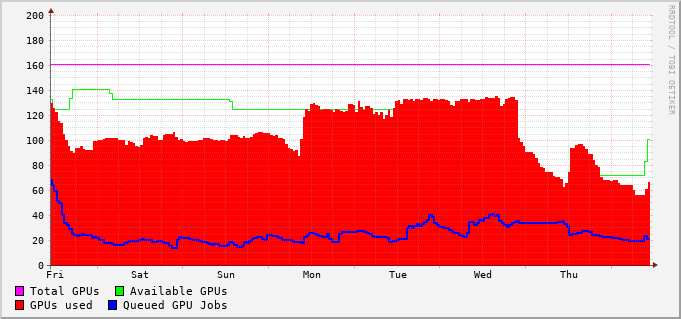 200
180
160
140
120
100
80
60
40
20
0
Fri Sat Sun Mon Tue Wed Thu
Total GPUs Available GPUs
GPUs used Queued GPU Jobs
RRDTOOL / TOBI OETIKER